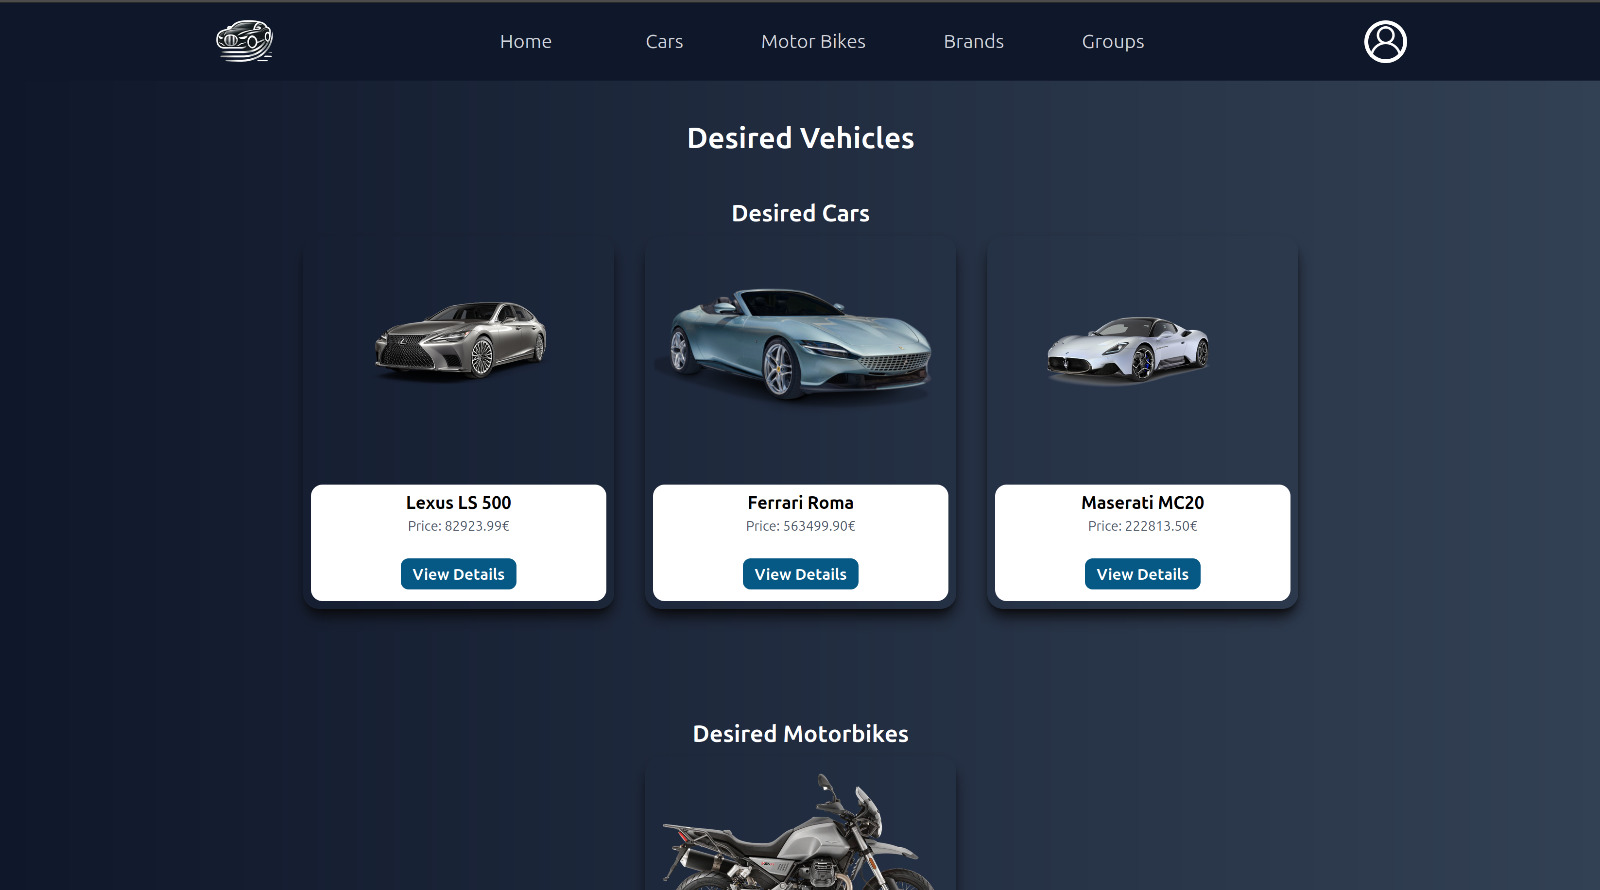 Home Cars Motor Bikes Brands Groups
Desired Vehicles
Desired Cars
Lexus LS 500
Price: 82923.99€
View Details
Ferrari Roma
Price: 563499.90€
View Details
Maserati MC20
Price: 222813.50€
View Details
Desired Motorbikes